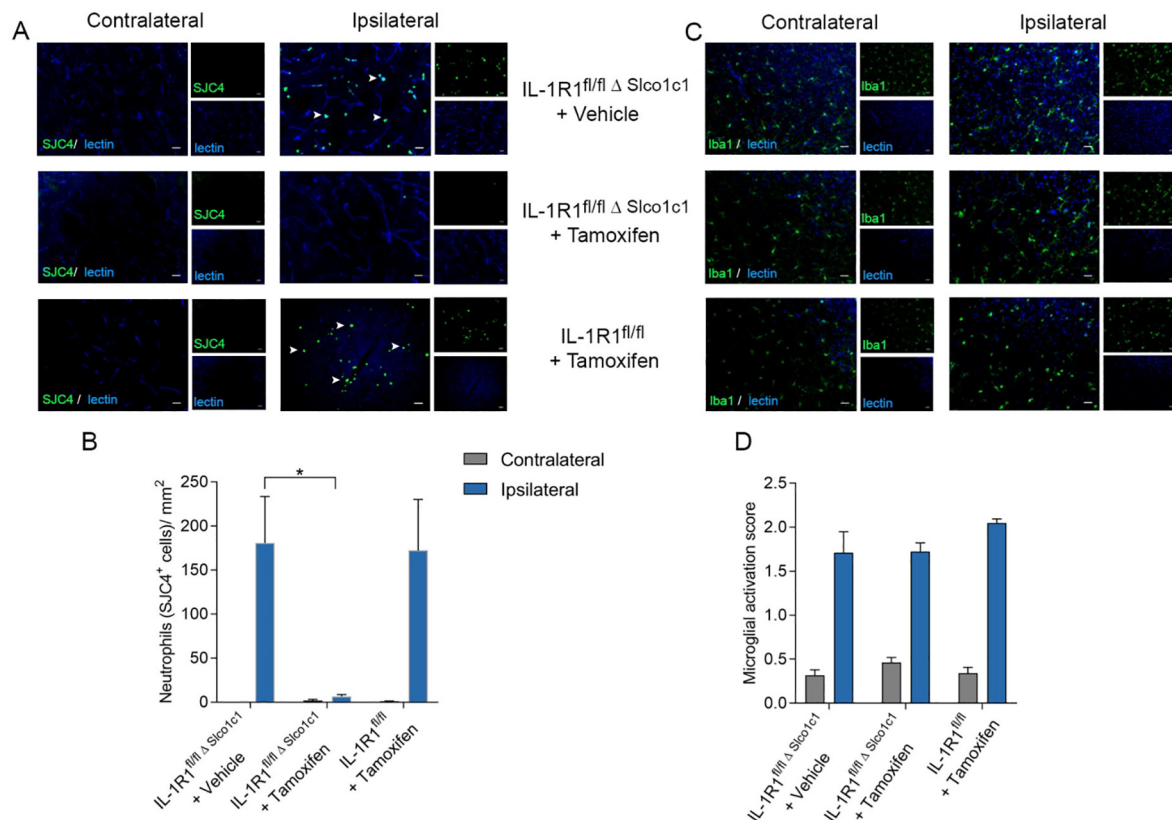 Contralateral
Ipsilateral
Contralateral
Ipsilateral
A
SJC4
SJC4/ lectin
lectin
IL-1R1fl/fl Δ Slco1c1
+ Vehicle
C
Iba1
Iba1 / lectin
lectin
SJC4
SJC4/ lectin
lectin
IL-1R1fl/fl Δ Slco1c1
+ Tamoxifen
Iba1
Iba1 / lectin
lectin
SJC4
SJC4/ lectin
lectin
IL-1R1fl/fl
+ Tamoxifen
Iba1
Iba1 / lectin
lectin
B
Contralateral
Ipsilateral
*
Neutrophils (SJC4+ cells)/ mm2
250
200
150
100
50
0
IL-1R1fl/fl Δ Slco1c1
+ Vehicle
IL-1R1fl/fl Δ Slco1c1
+ Tamoxifen
IL-1R1fl/fl
+ Tamoxifen
D
Microglial activation score
2.5
2.0
1.5
1.0
0.5
0.0
IL-1R1fl/fl Δ Slco1c1
+ Vehicle
IL-1R1fl/fl Δ Slco1c1
+ Tamoxifen
IL-1R1fl/fl
+ Tamoxifen